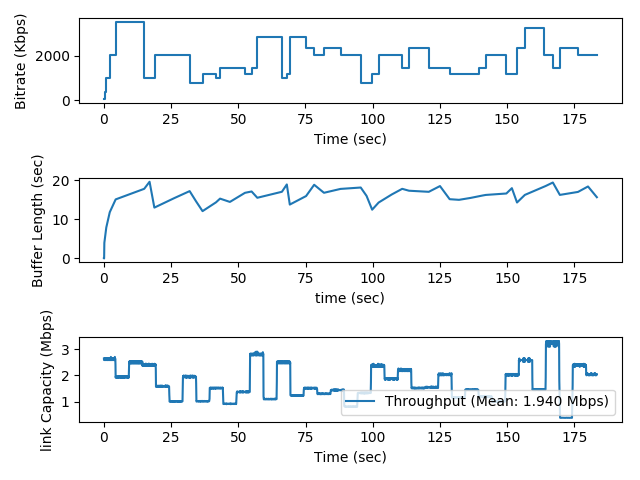 Bitrate (Kbps)
2000
0
0 25 50 75 100 125 150 175
Time (sec)
Buffer Length (sec)
20
10
0
0 25 50 75 100 125 150 175
time (sec)
link Capacity (Mbps)
3
2
1
Throughput (Mean: 1.940 Mbps)
0 25 50 75 100 125 150 175
Time (sec)